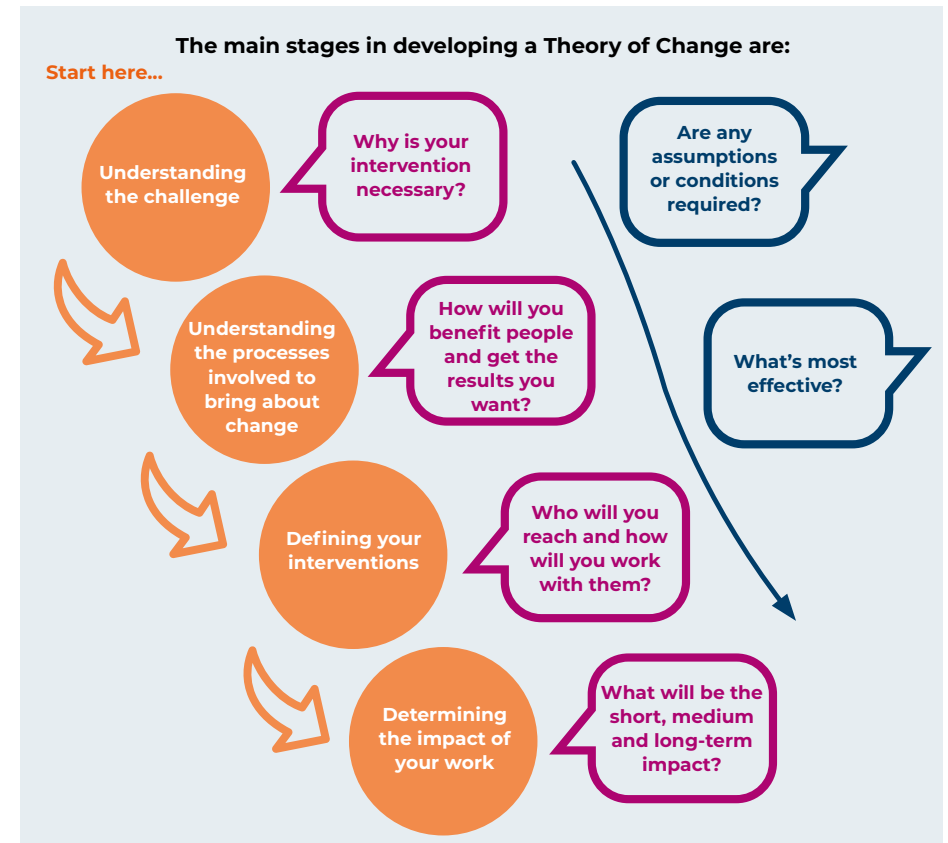 The main stages in developing a Theory of Change are:
Start here...
Understanding
the challenge
Why is your
intervention
necessary?
Are any
assumptions
or conditions
required?
Understanding
the processes
involved to
bring about
change
How will you
benefit people
and get the
results you
want?
What's most
effective?
Defining your
interventions
Who will you
reach and how
will you work
with them?
Determining
the impact of
your work
What will be the
short, medium
and long-term
impact?